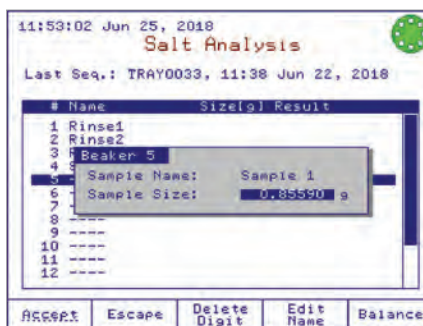 11:53:02 Jun 25, 2018
Salt Analysis
Last Seq.: TRAY0033, 11:38 Jun 22, 2018
# Name Size[g] Result
1 Rinse1
2 Rinse2
3
Beaker 5
4
Sample Name: Sample 1
5
Sample Size: 0.85590 g
6
7
8 ----
9 ----
10 ----
11 ----
12 ----
Accept Escape Delete Digit Edit Name Balance